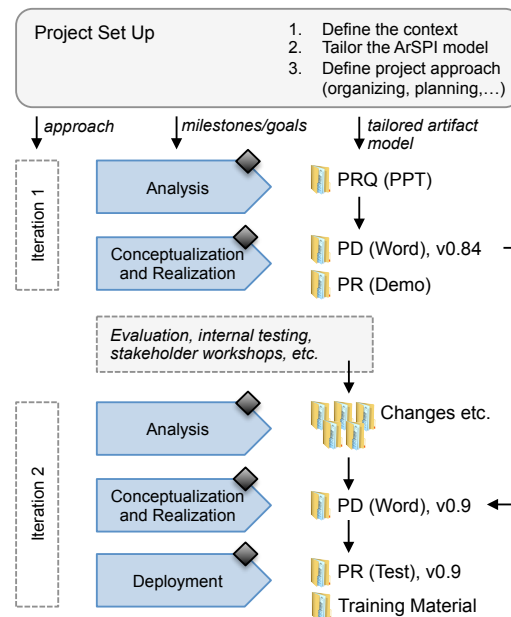 Project Set Up
1. Define the context
2. Tailor the ArSPI model
3. Define project approach
(organizing, planning,...)
approach
milestones/goals
tailored artifact
model
Iteration 1
Analysis
PRQ (PPT)
Conceptualization
and Realization
PD (Word), v0.84
PR (Demo)
Evaluation, internal testing,
stakeholder workshops, etc.
Iteration 2
Analysis
Changes etc.
Conceptualization
and Realization
PD (Word), v0.9
Deployment
PR (Test), v0.9
Training Material